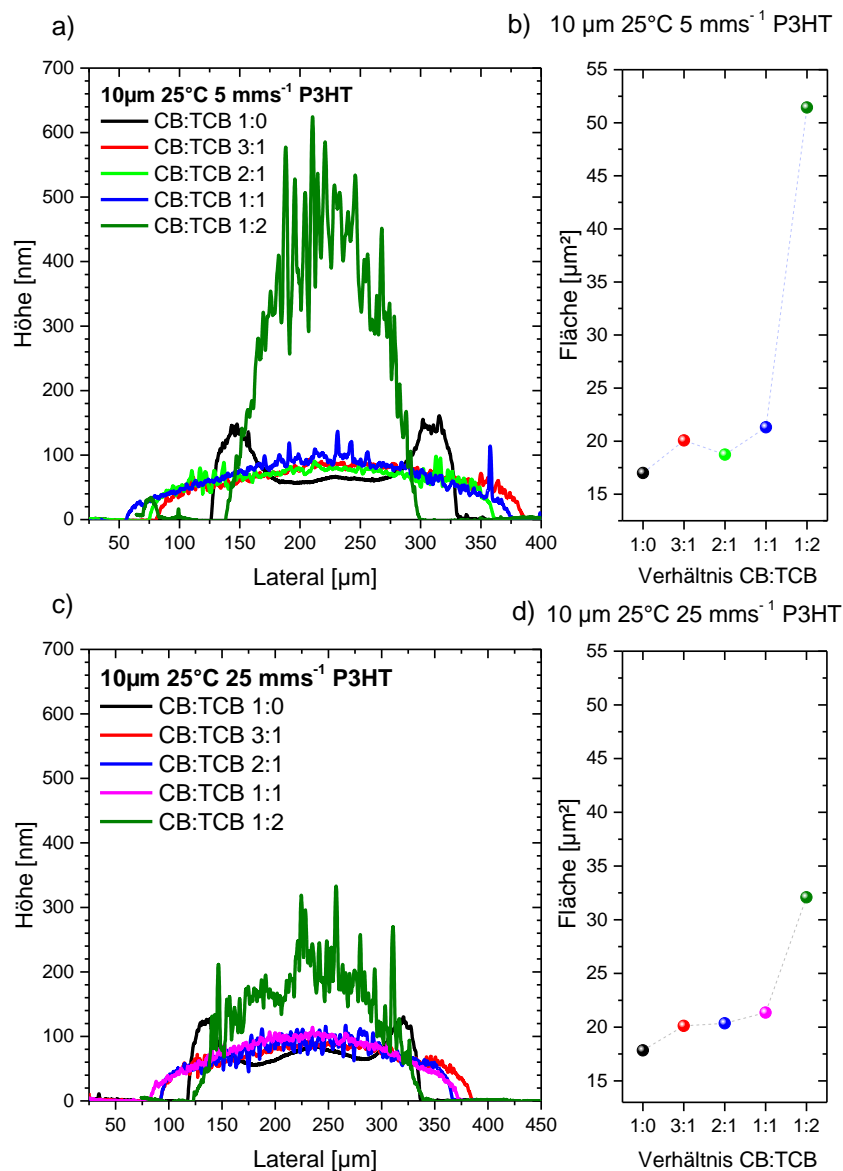 a)
10µm 25°C 5 mms⁻¹ P3HT
CB:TCB 1:0
CB:TCB 3:1
CB:TCB 2:1
CB:TCB 1:1
CB:TCB 1:2
700
600
500
400
300
200
100
0
Höhe [nm]
50 100 150 200 250 300 350 400
Lateral [µm]
b) 10 µm 25°C 5 mms⁻¹ P3HT
55
50
45
40
35
30
25
20
15
Fläche [µm²]
1:0 3:1 2:1 1:1 1:2
Verhältnis CB:TCB
c)
10µm 25°C 25 mms⁻¹ P3HT
CB:TCB 1:0
CB:TCB 3:1
CB:TCB 2:1
CB:TCB 1:1
CB:TCB 1:2
700
600
500
400
300
200
100
0
Höhe [nm]
50 100 150 200 250 300 350 400 450
Lateral [µm]
d) 10 µm 25°C 25 mms⁻¹ P3HT
55
50
45
40
35
30
25
20
15
Fläche [µm²]
1:0 3:1 2:1 1:1 1:2
Verhältnis CB:TCB